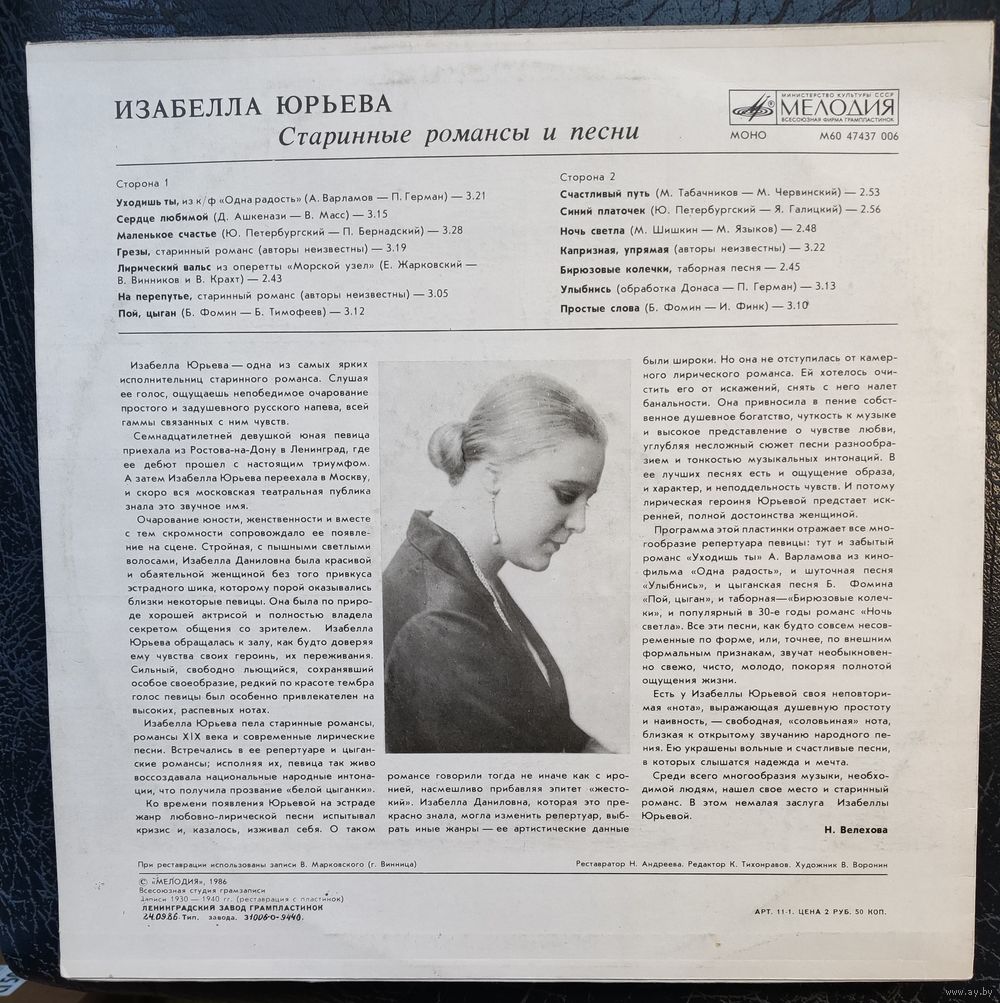 ИЗАБЕЛЛА ЮРЬЕВА
Старинные романсы и песни
МИНИСТЕРСТВО КУЛЬТУРЫ СССР
МЕЛОДИЯ
ВСЕСОЮЗНАЯ ФИРМА ГРАМПЛАСТИНОК
МОНО М60 47437 006
Сторона 1
Уходишь ты, из к/ф «Одна радость» (А. Варламов — П. Герман) — 3.21
Сердце любимой (Д. Ашкенази — В. Масс) — 3.15
Маленькое счастье (Ю. Петербургский — П. Бернадский) — 3.28
Грезы, старинный романс (авторы неизвестны) — 3.19
Лирический вальс из оперетты «Морской узел» (Е. Жарковский —
В. Винников и В. Крахт) — 2.43
На перепутье, старинный романс (авторы неизвестны) — 3.05
Пой, цыган (Б. Фомин — Б. Тимофеев) — 3.12
Сторона 2
Счастливый путь (М. Табачников — М. Червинский) — 2.53
Синий платочек (Ю. Петербургский — Я. Галицкий) — 2.56
Ночь светла (М. Шишкин — М. Языков) — 2.48
Капризная, упрямая (авторы неизвестны) — 3.22
Бирюзовые колечки, таборная песня — 2.45
Улыбнись (обработка Донаса — П. Герман) — 3.13
Простые слова (Б. Фомин — И. Финк) — 3.10
Изабелла Юрьева — одна из самых ярких
исполнительниц старинного романса. Слушая
ее голос, ощущаешь непобедимое очарование
простого и задушевного русского напева, всей
гаммы связанных с ним чувств.
Семнадцатилетней девушкой юная певица
приехала из Ростова-на-Дону в Ленинград, где
ее дебют прошел с настоящим триумфом.
А затем Изабелла Юрьева переехала в Москву,
и скоро вся московская театральная публика
знала это звучное имя.
Очарование юности, женственности и вместе
с тем скромности сопровождало ее появле-
ние на сцене. Стройная, с пышными светлыми
волосами, Изабелла Даниловна была красивой
и обаятельной женщиной без того привкуса
эстрадного шика, которому порой оказывались
близки некоторые певицы. Она была по приро-
де хорошей актрисой и полностью владела
секретом общения со зрителем. Изабелла
Юрьева обращалась к залу, как будто доверяя
ему чувства своих героинь, их переживания.
Сильный, свободно льющийся, сохранявший
особое своеобразие, редкий по красоте тембра
голос певицы был особенно привлекателен на
высоких, распевных нотах.
Изабелла Юрьева пела старинные романсы,
романсы XIX века и современные лирические
песни. Встречались в ее репертуаре и цыган-
ские романсы; исполняя их, певица так живо
воссоздавала национальные народные интона-
ции, что получила прозвание «белой цыганки».
Ко времени появления Юрьевой на эстраде
жанр любовно-лирической песни испытывал
кризис и, казалось, изживал себя. О таком
романсе говорили тогда не иначе как с иро-
нией, насмешливо прибавляя эпитет «жесто-
кий». Изабелла Даниловна, которая это пре-
красно знала, могла изменить репертуар, выб-
рать иные жанры — ее артистические данные
были широки. Но она не отступилась от камер-
ного лирического романса. Ей хотелось очи-
стить его от искажений, снять с него налет
банальности. Она привносила в пение собст-
венное душевное богатство, чуткость к музыке
и высокое представление о чувстве любви,
углубляя несложный сюжет песни разнообра-
зием и тонкостью музыкальных интонаций. В
ее лучших песнях есть и ощущение образа,
и характер, и неподдельность чувств. И потому
лирическая героиня Юрьевой предстает иск-
ренней, полной достоинства женщиной.
Программа этой пластинки отражает все мно-
гообразие репертуара певицы: тут и забытый
романс «Уходишь ты» А. Варламова из кино-
фильма «Одна радость», и шуточная песня
«Улыбнись», и цыганская песня Б. Фомина
«Пой, цыган», и таборная—«Бирюзовые колеч-
ки», и популярный в 30-е годы романс «Ночь
светла». Все эти песни, как будто совсем несов-
ременные по форме, или, точнее, по внешним
формальным признакам, звучат необыкновен-
но свежо, чисто, молодо, покоряя полнотой
ощущения жизни.
Есть у Изабеллы Юрьевой своя неповтори-
мая «нота», выражающая душевную простоту
и наивность, — свободная, «соловьиная» нота,
близкая к открытому звучанию народного пе-
ния. Ею украшены вольные и счастливые песни,
в которых слышатся надежда и мечта.
Среди всего многообразия музыки, необхо-
димой людям, нашел свое место и старинный
романс. В этом немалая заслуга Изабеллы
Юрьевой.
Н. Велехова
При реставрации использованы записи В. Марковского (г. Винница)
Реставратор Н. Андреева. Редактор К. Тихонравов. Художник В. Воронин
© «МЕЛОДИЯ», 1986
Всесоюзная студия грамзаписи
Записи 1930 — 1940 гг. (реставрация с пластинок)
ЛЕНИНГРАДСКИЙ ЗАВОД ГРАМПЛАСТИНОК
24.09.86. Тип. завода. 31006-0-9440.
АРТ. 11-1. ЦЕНА 2 РУБ. 50 КОП.
www.ay.by